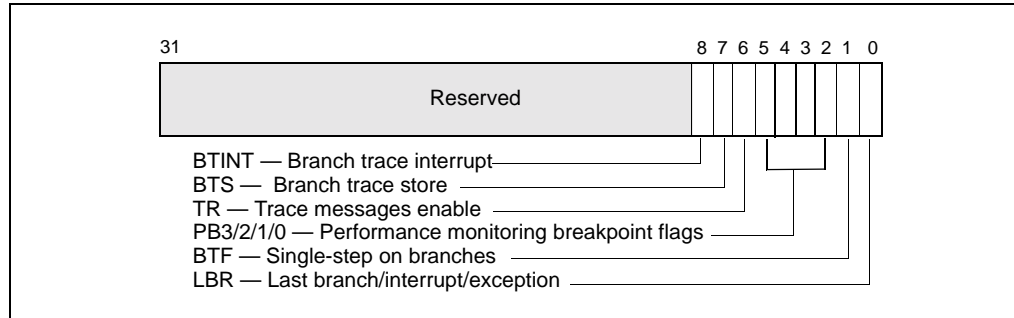 31 8 7 6 5 4 3 2 1 0
Reserved
BTINT — Branch trace interrupt
BTS — Branch trace store
TR — Trace messages enable
PB3/2/1/0 — Performance monitoring breakpoint flags
BTF — Single-step on branches
LBR — Last branch/interrupt/exception